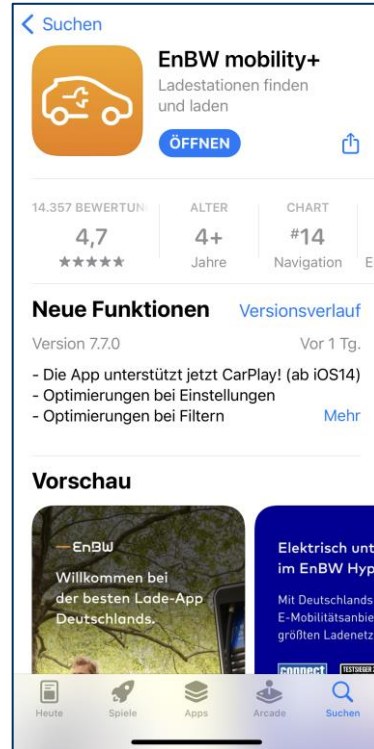 Suchen
EnBW mobility+
Ladestationen finden
und laden
ÖFFNEN
14.357 BEWERTUN
4,7
ALTER
4+
Jahre
CHART
#14
Navigation
E
Neue Funktionen
Versionsverlauf
Version 7.7.0
Vor 1 Tg.
- Die App unterstützt jetzt CarPlay! (ab iOS14)
- Optimierungen bei Einstellungen
- Optimierungen bei Filtern
Mehr
Vorschau
EnBW
Willkommen bei
der besten Lade-App
Deutschlands.
Elektrisch unt
im EnBW Hyp
Mit Deutschlands
E-Mobilitätsanbie
größten Ladenetz
connect
TESTSIEGER
Heute
Spiele
Apps
Arcade
Suchen